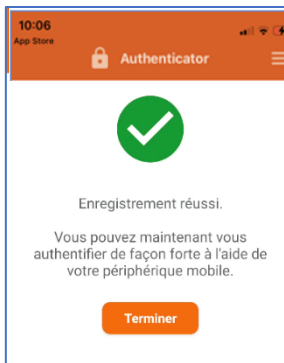 10:06
App Store
Authenticator
Enregistrement réussi.
Vous pouvez maintenant vous
authentifier de façon forte à l'aide de
votre périphérique mobile.
Terminer